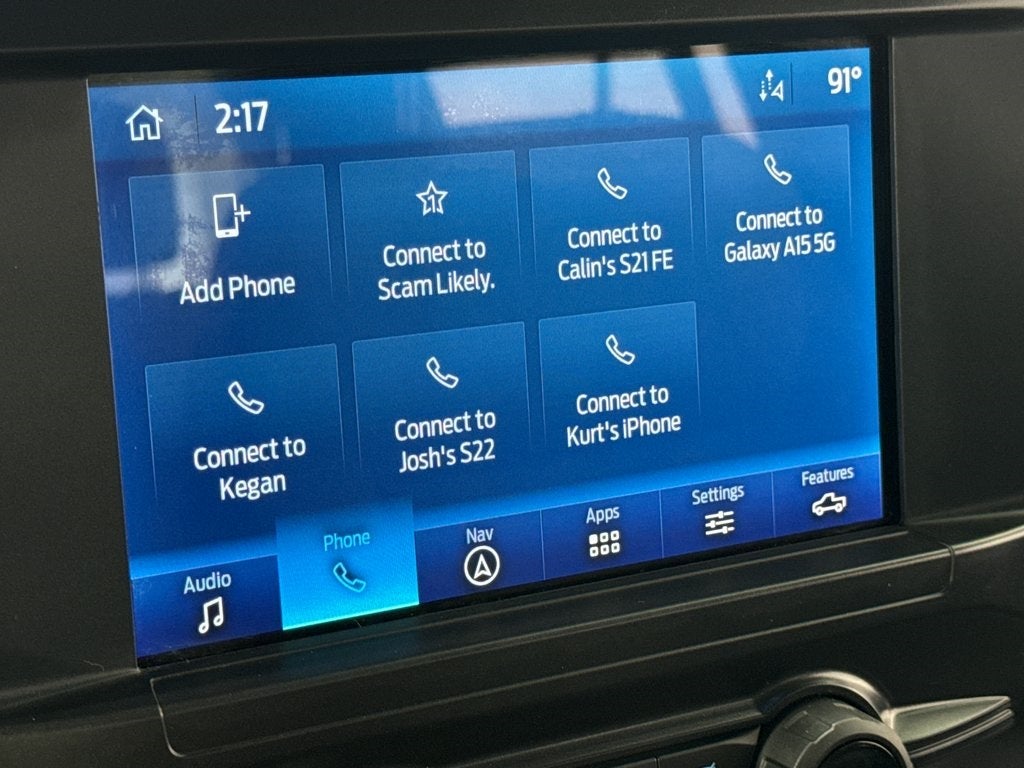 2:17
91°
Add Phone
1
Connect to
Scam Likely.
Connect to
Calin's S21 FE
Connect to
Galaxy A15 5G
Connect to
Kegan
Connect to
Josh's S22
Connect to
Kurt's iPhone
Audio
Phone
Nav
Apps
Settings
Features